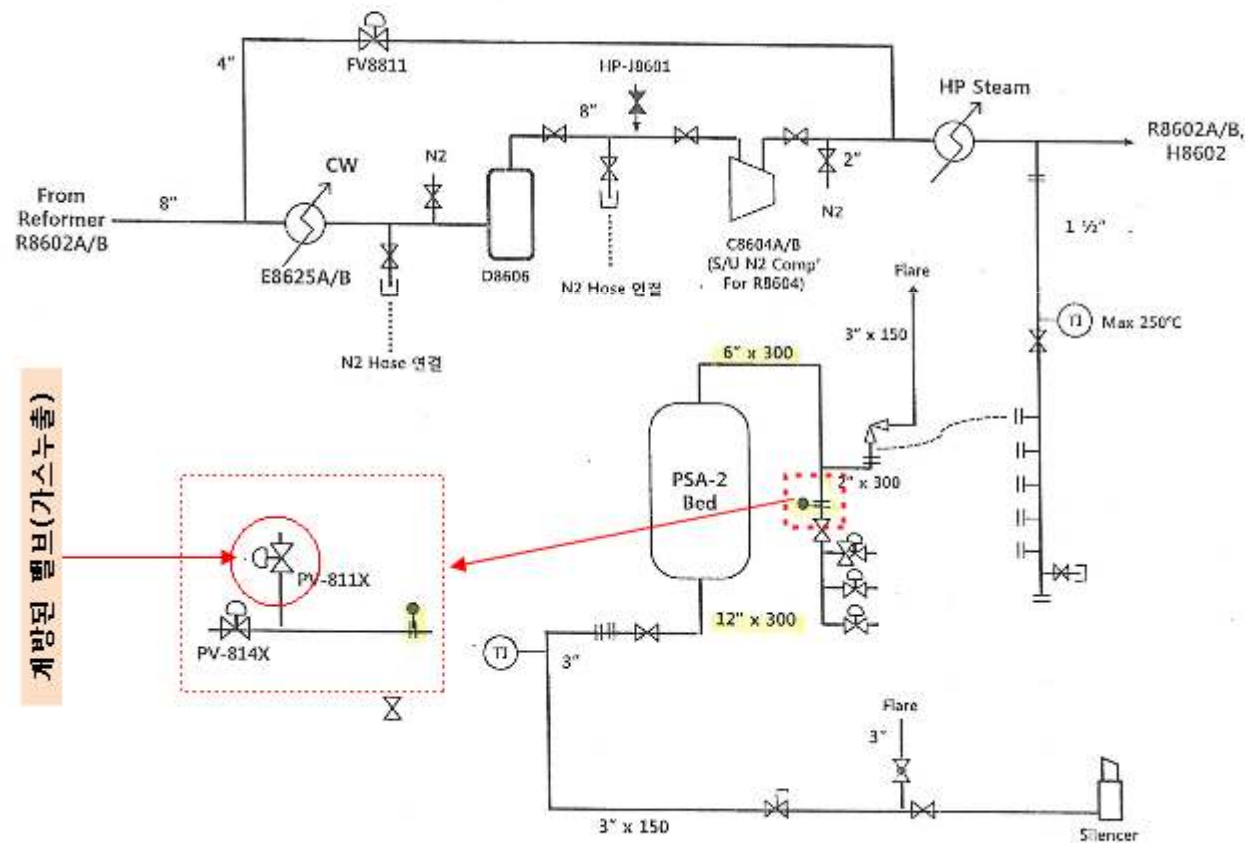 4"
FV8811
HP-J8601
8"
HP Steam
R8602A/B,
H8602
N2
CW
2"
N2
From
Reformer
R8602A/B
8"
E8625A/B
D8606
N2 Hose 연결
C8604A/B
(S/U N2 Comp'
For R8604)
1 ½"
Flare
TI
Max 250℃
N2 Hose 연결
3" x 150
6" x 300
개방된 밸브(가스누출)
PSA-2
Bed
2" x 300
PV-811X
PV-814X
12" x 300
TI
3"
Flare
3"
3" x 150
Silencer